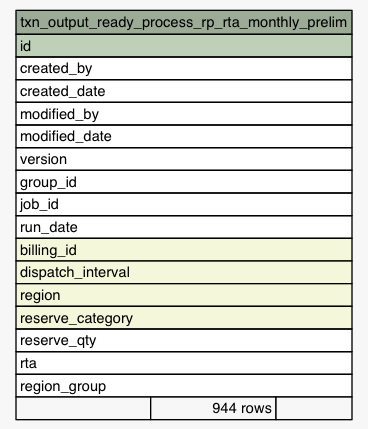 txn_output_ready_process_rp_rta_monthly_prelim
id
created_by
created_date
modified_by
modified_date
version
group_id
job_id
run_date
billing_id
dispatch_interval
region
reserve_category
reserve_qty
rta
region_group
944 rows